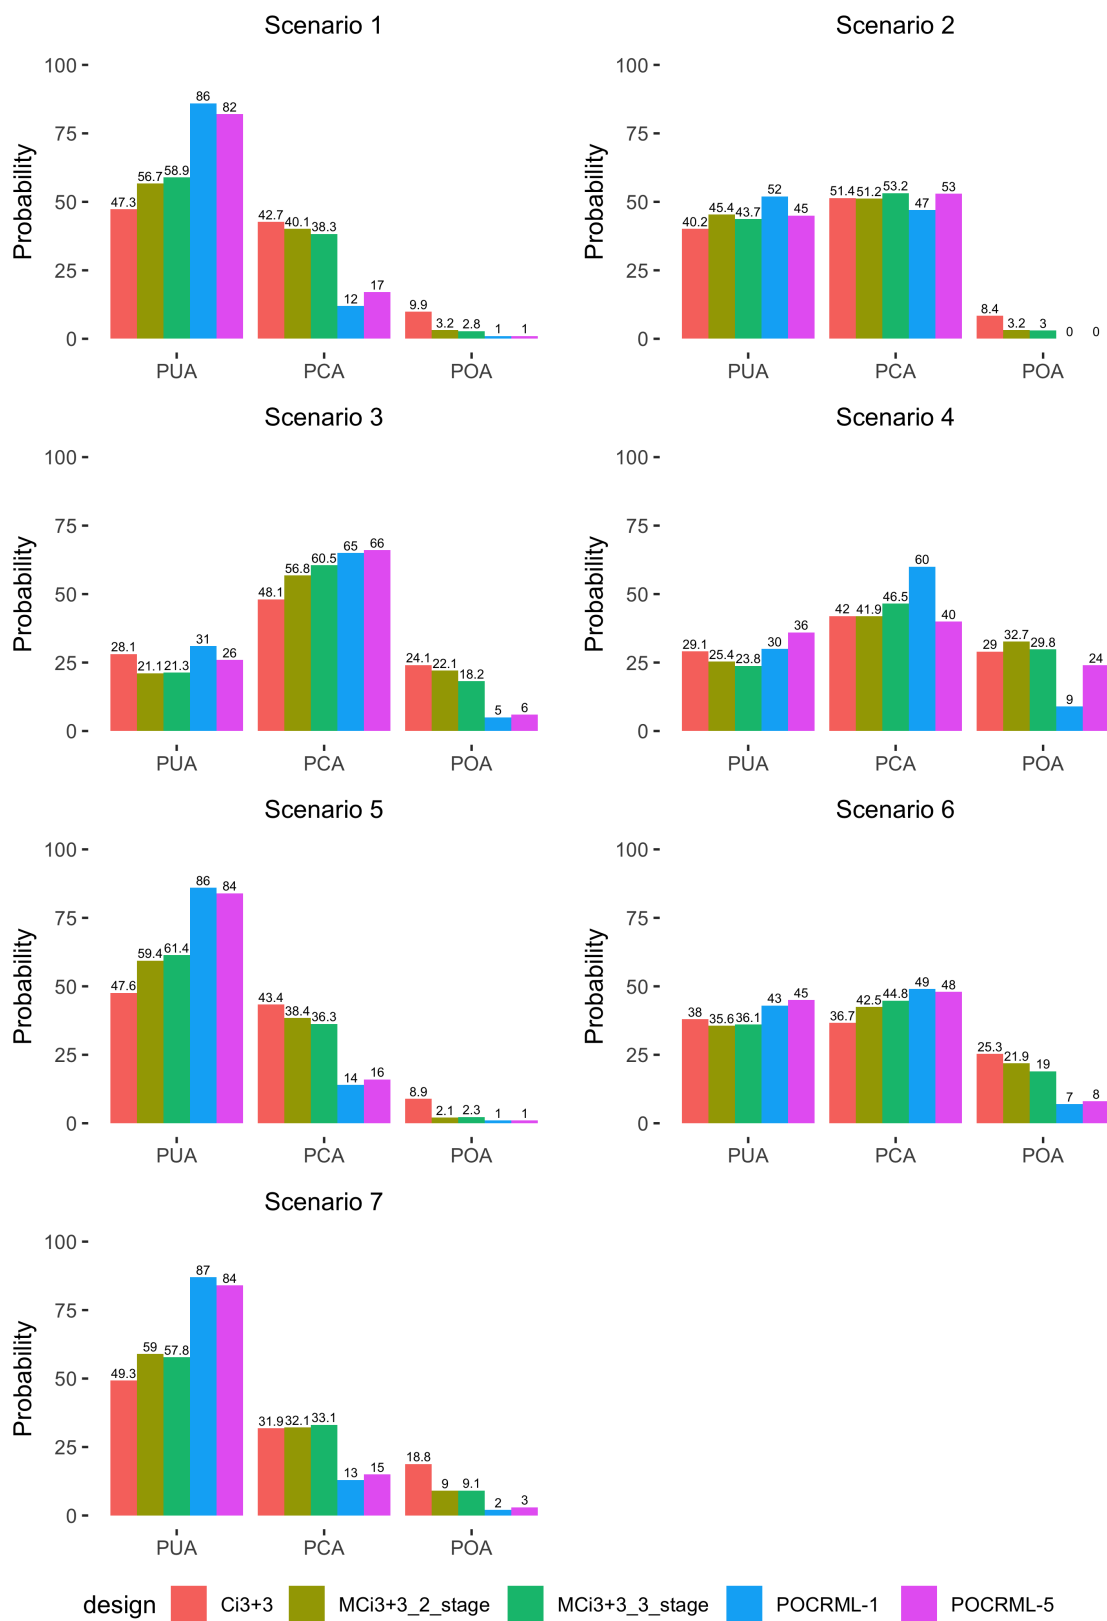 Scenario 1
Probability
100
75
50
25
0
47.3 56.7 58.9 86 82
42.7 40.1 38.3 12 17
9.9 3.2 2.8 1 1
PUA PCA POA
Scenario 2
Probability
100
75
50
25
0
40.2 45.4 43.7 52 45
51.4 51.2 53.2 47 53
8.4 3.2 3 0 0
PUA PCA POA
Scenario 3
Probability
100
75
50
25
0
28.1 21.1 21.3 31 26
48.1 56.8 60.5 65 66
24.1 22.1 18.2 5 6
PUA PCA POA
Scenario 4
Probability
100
75
50
25
0
29.1 25.4 23.8 30 36
42 41.9 46.5 60 40
29 32.7 29.8 9 24
PUA PCA POA
Scenario 5
Probability
100
75
50
25
0
47.6 59.4 61.4 86 84
43.4 38.4 36.3 14 16
8.9 2.1 2.3 1 1
PUA PCA POA
Scenario 6
Probability
100
75
50
25
0
38 35.6 36.1 43 45
36.7 42.5 44.8 49 48
25.3 21.9 19 7 8
PUA PCA POA
Scenario 7
Probability
100
75
50
25
0
49.3 59 57.8 87 84
31.9 32.1 33.1 13 15
18.8 9 9.1 2 3
PUA PCA POA
design Ci3+3 MCi3+3_2_stage MCi3+3_3_stage POCRML-1 POCRML-5